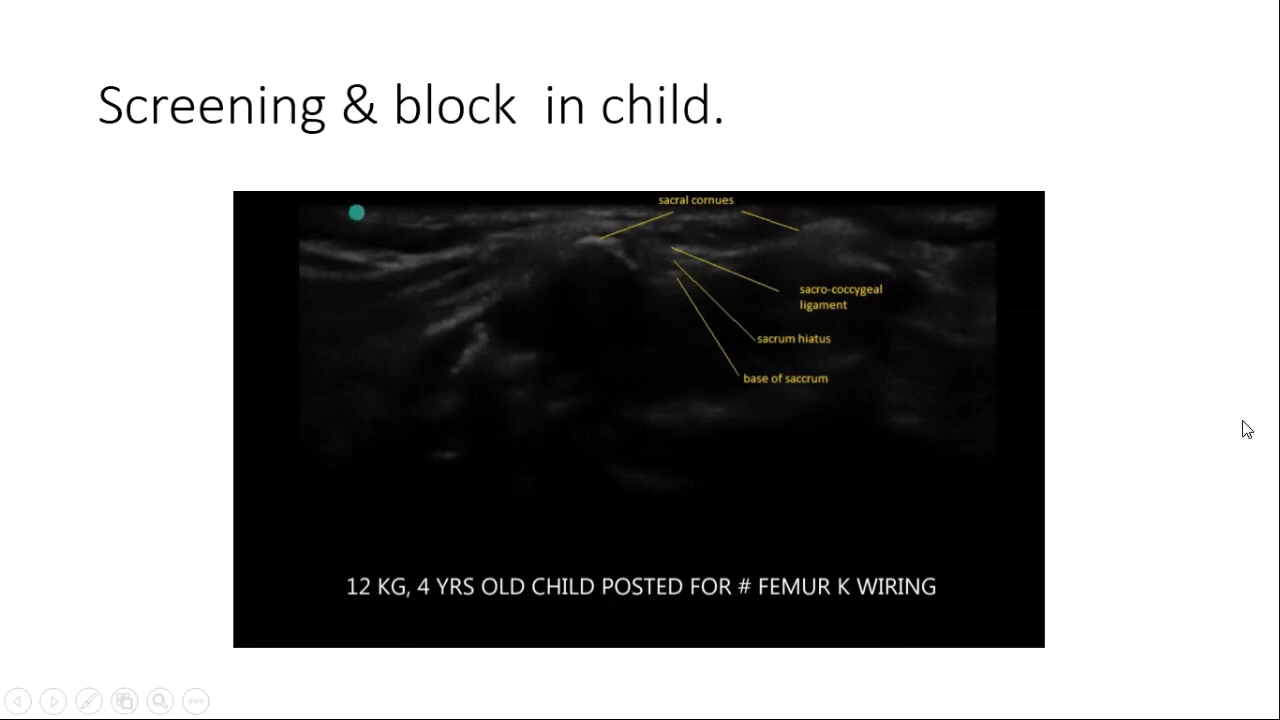 Screening & block  in child.
sacral cornues
sacro-coccygeal
ligament
sacrum hiatus
base of saccrum
12 KG, 4 YRS OLD CHILD POSTED FOR # FEMUR K WIRING